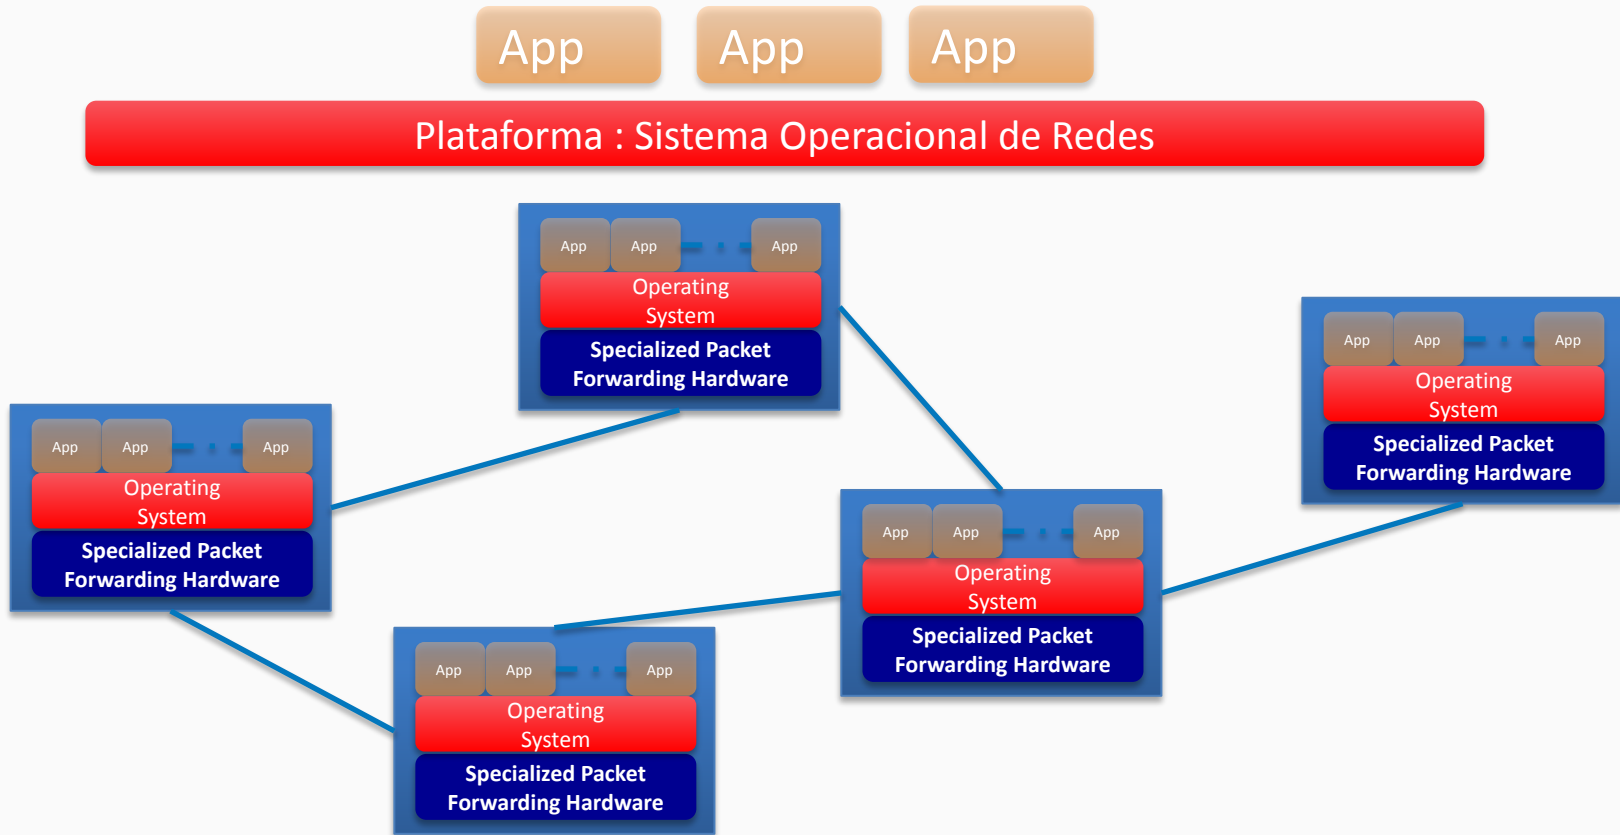 App App App
Plataforma : Sistema Operacional de Redes
App App App
Operating
System
Specialized Packet
Forwarding Hardware
App App App
Operating
System
Specialized Packet
Forwarding Hardware
App App App
Operating
System
Specialized Packet
Forwarding Hardware
App App App
Operating
System
Specialized Packet
Forwarding Hardware
App App App
Operating
System
Specialized Packet
Forwarding Hardware